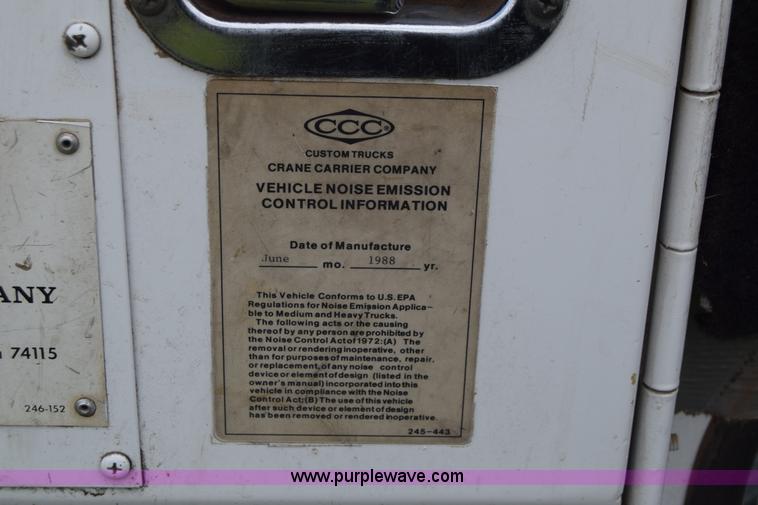 CCC
CUSTOM TRUCKS
CRANE CARRIER COMPANY
VEHICLE NOISE EMISSION
CONTROL INFORMATION
Date of Manufacture
June mo. 1988 yr.
This Vehicle Conforms to U.S. EPA
Regulations for Noise Emission Applica-
ble to Medium and Heavy Trucks.
The following acts or the causing
thereof by any person are prohibited by
the Noise Control Act of 1972:(A) The
removal or rendering inoperative, other
than for purposes of maintenance, repair,
or replacement, of any noise control
device or element of design (listed in the
owner's manual) incorporated into this
vehicle in compliance with the Noise
Control Act;(B) The use of this vehicle
after such device or element of design
has been removed or rendered inoperative.
245-443
ANY
74115
246-152
www.purplewave.com